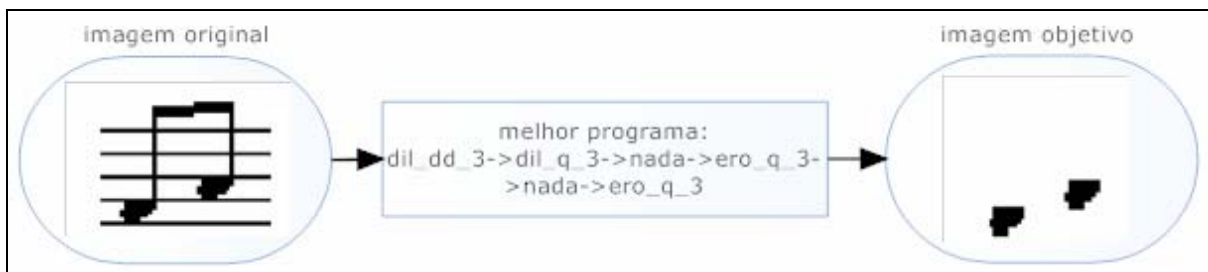 imagem original
imagem objetivo
melhor programa:
dil_dd_3->dil_q_3->nada->ero_q_3-
>nada->ero_q_3